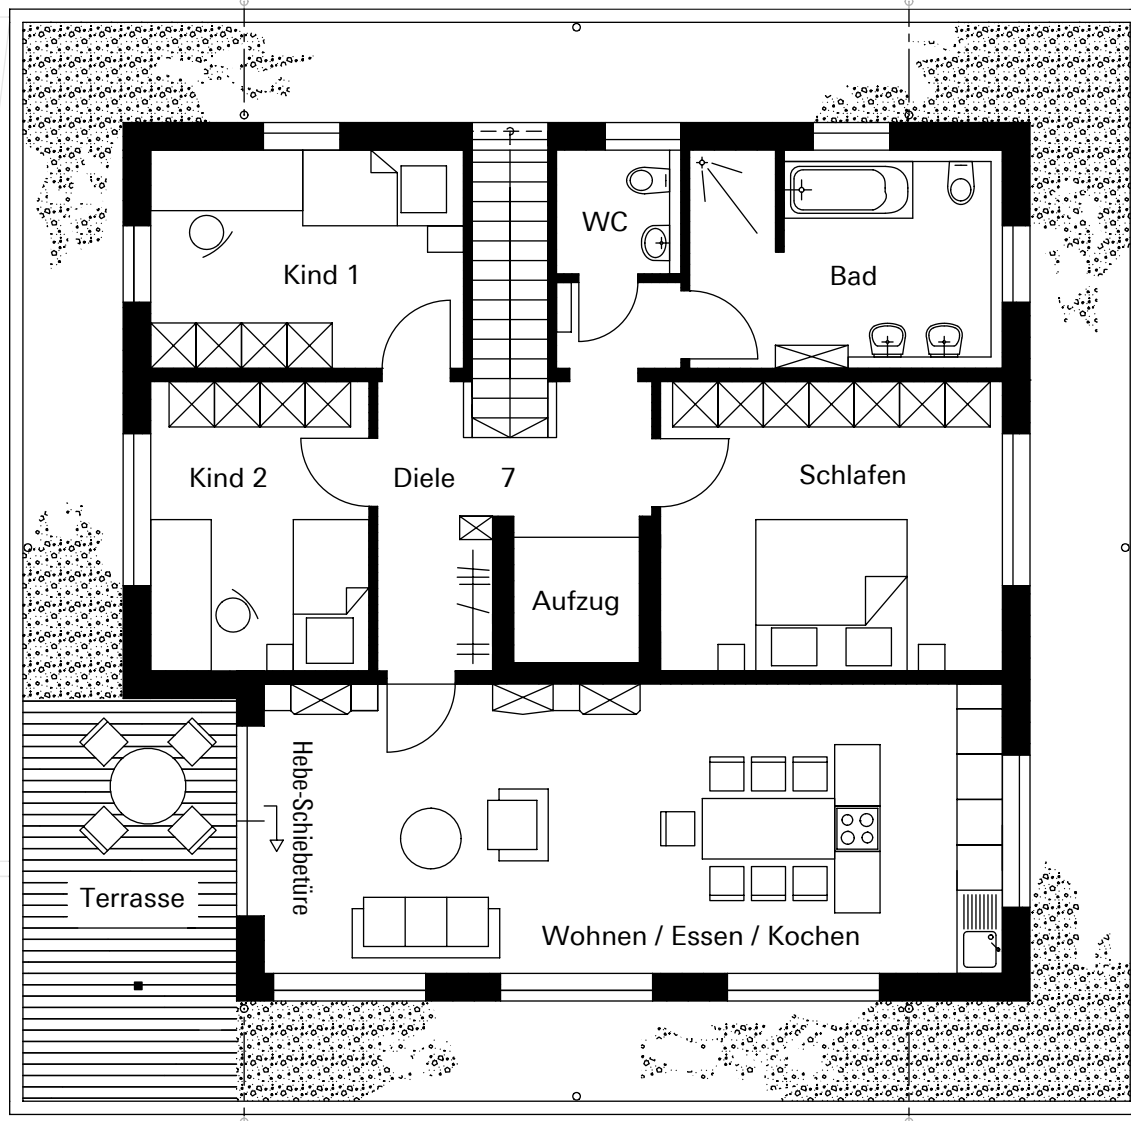 WC
Kind 1
Bad
Kind 2
Diele
7
Schlafen
Aufzug
Hebe-Schiebetüre
Terrasse
Wohnen / Essen / Kochen